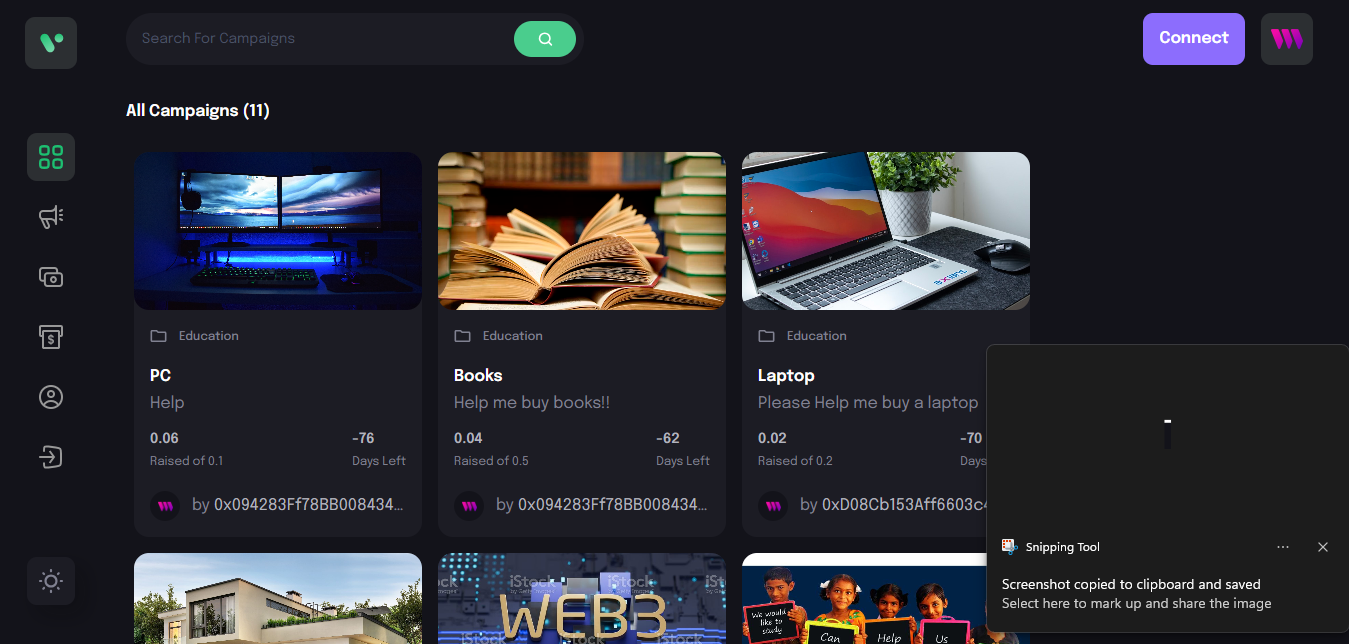 Search For Campaigns
Connect
All Campaigns (11)
Education
PC
Help
0.06
-76
Raised of 0.1
Days Left
by 0x094283Ff78BB008434...
Education
Books
Help me buy books!!
0.04
-62
Raised of 0.5
Days Left
by 0x094283Ff78BB008434...
Education
Laptop
Please Help me buy a laptop
0.02
-70
Raised of 0.2
Days
by 0xD08Cb153Aff6603c4
iStock
iStock
WEB3
iStock
iStock
We would
like to
study
Can
Help
Us
Snipping Tool
Screenshot copied to clipboard and saved
Select here to mark up and share the image